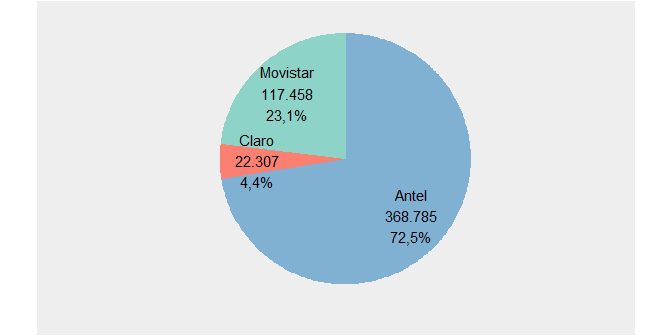 Movistar
117.458
23,1%
Claro
22.307
4,4%
Antel
368.785
72,5%